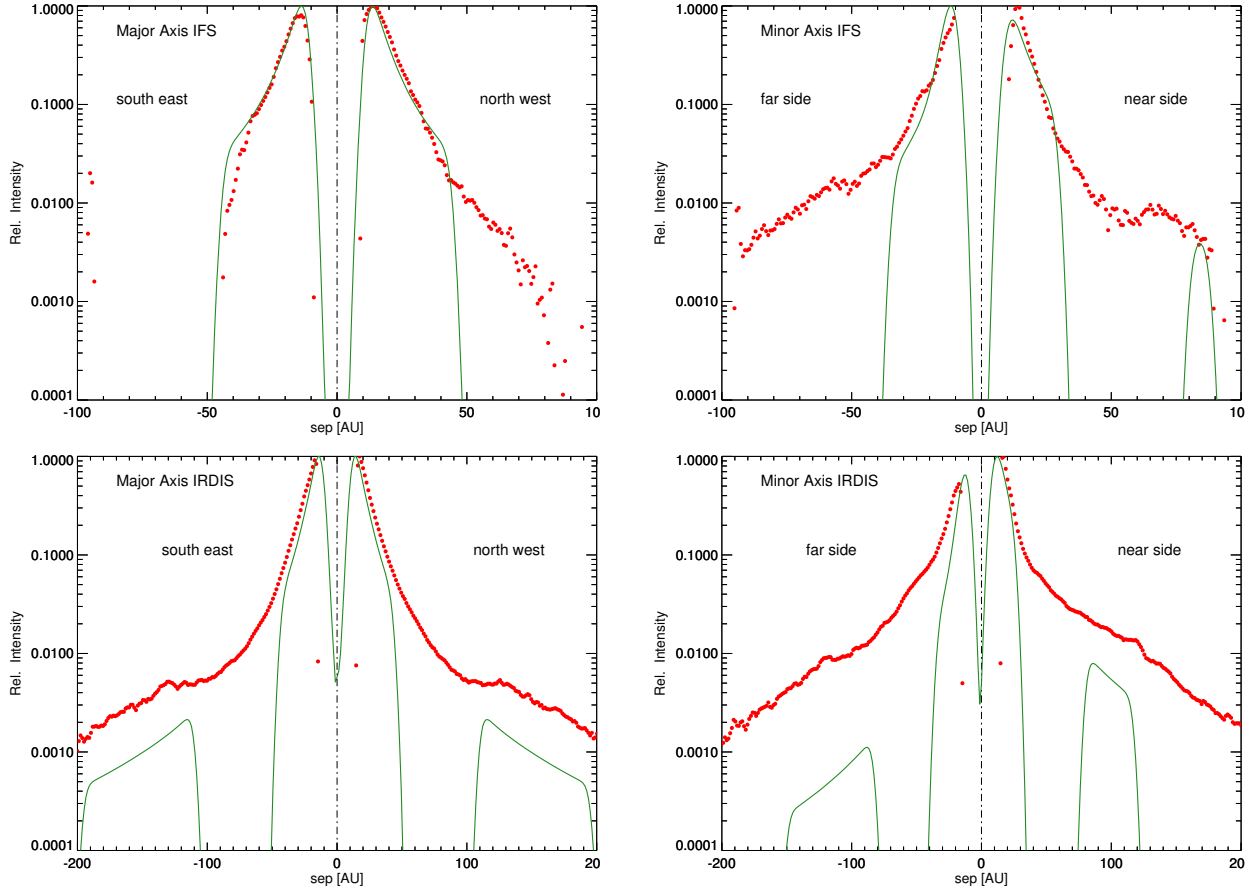 1.0000
Major Axis IFS
south east
north west
0.1000
0.0100
0.0010
0.0001
Rel. Intensity
-100
-50
0
50
10
sep [AU]
1.0000
Minor Axis IFS
far side
near side
0.1000
0.0100
0.0010
0.0001
Rel. Intensity
-100
-50
0
50
10
sep [AU]
1.0000
Major Axis IRDIS
south east
north west
0.1000
0.0100
0.0010
0.0001
Rel. Intensity
-200
-100
0
100
20
sep [AU]
1.0000
Minor Axis IRDIS
far side
near side
0.1000
0.0100
0.0010
0.0001
Rel. Intensity
-200
-100
0
100
20
sep [AU]